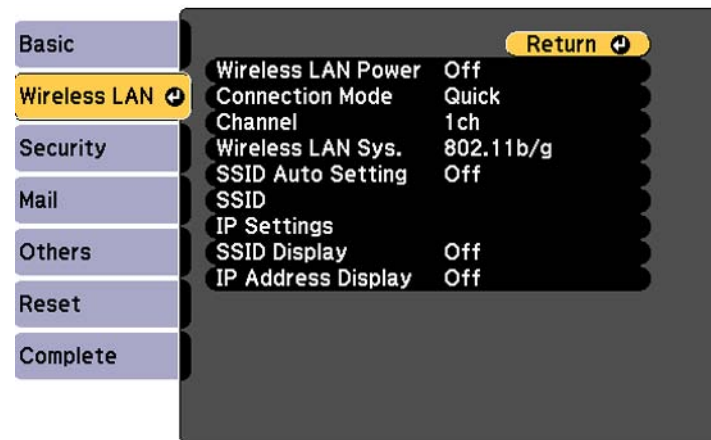 Basic
Wireless LAN
Security
Mail
Others
Reset
Complete
Return
Wireless LAN Power Off
Connection Mode Quick
Channel 1ch
Wireless LAN Sys. 802.11b/g
SSID Auto Setting Off
SSID
IP Settings
SSID Display Off
IP Address Display Off